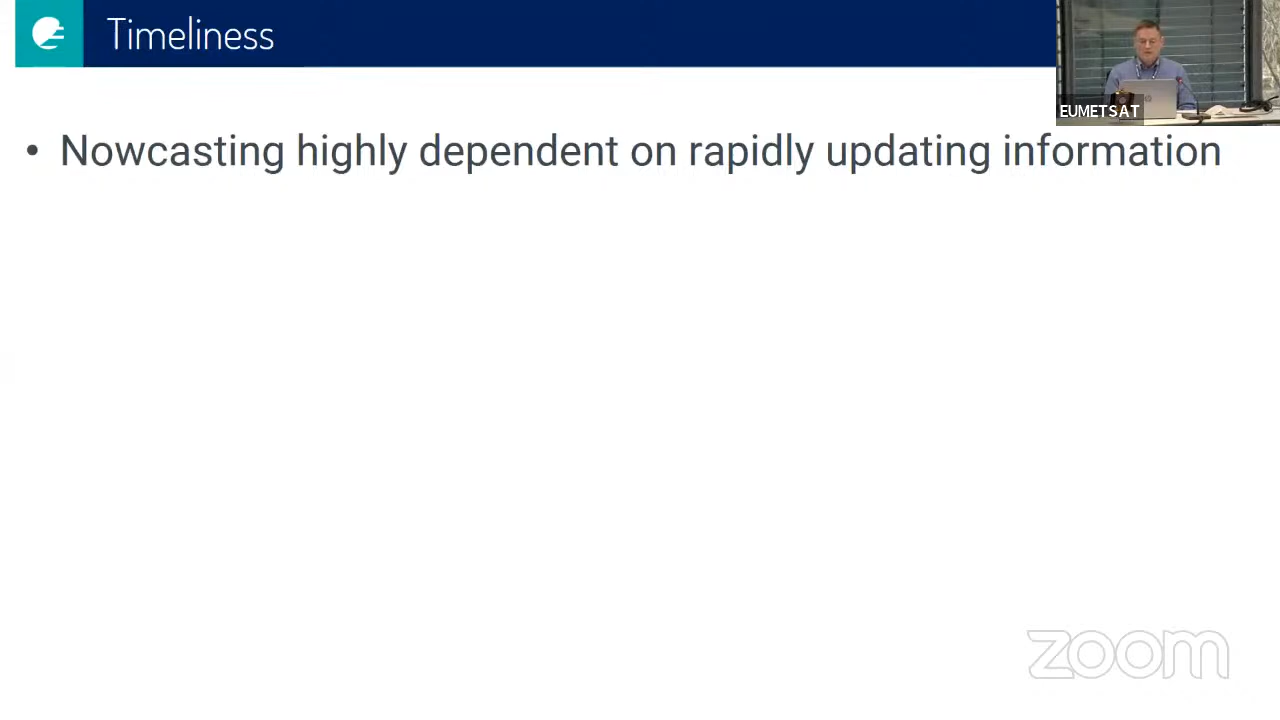 Timeliness
EUMETSAT
• Nowcasting highly dependent on rapidly updating information
zoom